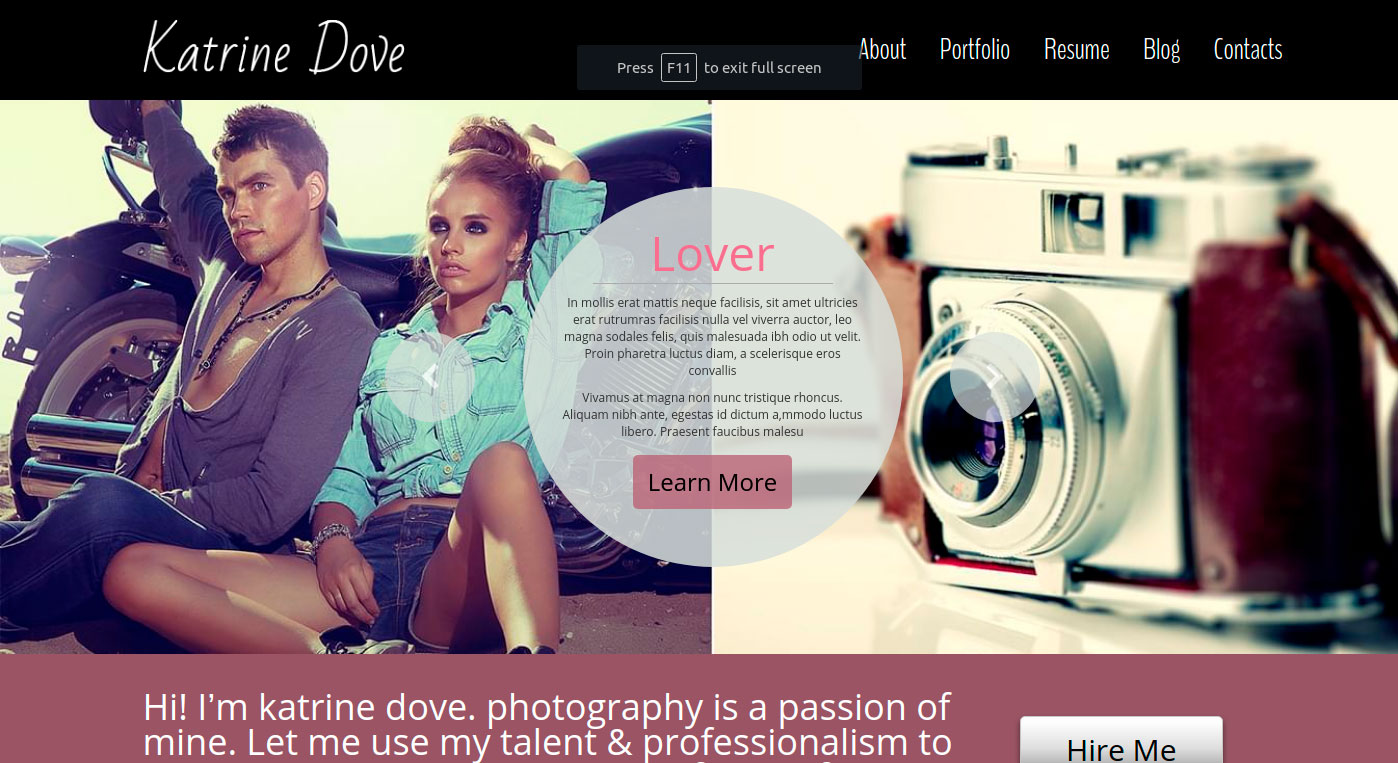 Katrine Dove
Press F11 to exit full screen
About Portfolio Resume Blog Contacts
Lover
In mollis erat mattis neque facilisis, sit amet ultricies
erat rutrumras facilisis nulla vel viverra auctor, leo
magna sodales felis, quis malesuada ibh odio ut velit.
Proin pharetra luctus diam, a scelerisque eros
convallis
Vivamus at magna non nunc tristique rhoncus.
Aliquam nibh ante, egestas id dictum a,mmodo luctus
libero. Praesent faucibus malesu
Learn More
Hi! I'm katrine dove. photography is a passion of
mine. Let me use my talent & professionalism to
Hire Me